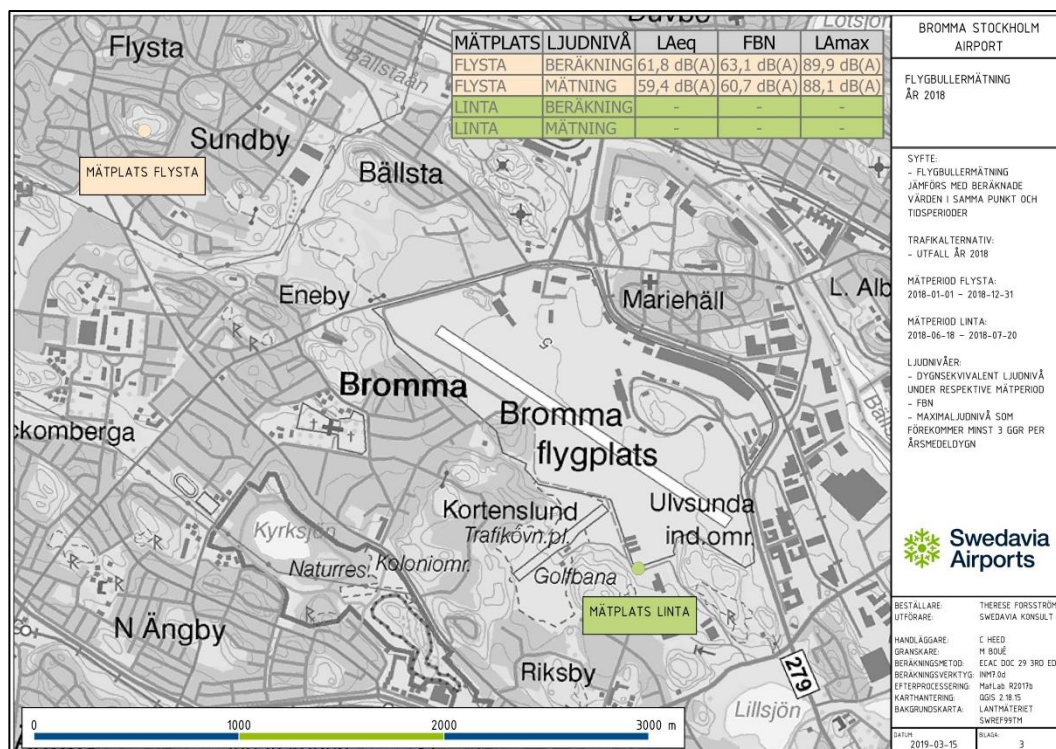 Duvbo
Lötsjön
Flysta
Bällstaån
MÄTPLATS LJUDNIVÅ LAeq FBN LAmax
FLYSTA BERÄKNING 61,8 dB(A) 63,1 dB(A) 89,9 dB(A)
FLYSTA MÄTNING 59,4 dB(A) 60,7 dB(A) 88,1 dB(A)
LINTA BERÄKNING - - -
LINTA MÄTNING - - -
Sundby
MÄTPLATS FLYSTA
Bällsta
Eneby
Mariehäll
L. Alb
Bromma
Bromma
flygplats
ckomberga
Kortenslund
Trafikövn.pl.
Ulvsunda
ind.omr.
Kyrksjön
Naturres.
Koloniomr.
Golfbana
MÄTPLATS LINTA
N Ängby
Riksby
279
Lillsjön
0 1000 2000 3000 m
BROMMA STOCKHOLM
AIRPORT
FLYGBULLERMÄTNING
ÅR 2018
SYFTE:
- FLYGBULLERMÄTNING
JÄMFÖRS MED BERÄKNADE
VÄRDEN I SAMMA PUNKT OCH
TIDSPERIODER
TRAFIKALTERNATIV:
- UTFALL ÅR 2018
MÄTPERIOD FLYSTA:
2018-01-01 - 2018-12-31
MÄTPERIOD LINTA:
2018-06-18 - 2018-07-20
LJUDNIVÅER:
- DYGNSEKVIVALENT LJUDNIVÅ
UNDER RESPEKTIVE MÄTPERIOD
- FBN
- MAXIMALJUDNIVÅ SOM
FÖREKOMMER MINST 3 GGR PER
ÅRSMEDELDYGN
Swedavia
Airports
BESTÄLLARE: THERESE FORSSTRÖM
UTFÖRARE: SWEDAVIA KONSULT
HANDLÄGGARE: C HEED
GRANSKARE: M BOUÉ
BERÄKNINGSMETOD: ECAC DOC 29 3RD ED
BERÄKNINGSVERKTYG: INM7.0d
EFTERPROCESSERING: MatLab R2017b
KARTHANTERING: QGIS 2.18.15
BAKGRUNDSKARTA: LANTMÄTERIET
SWREF99TM
DATUM BLAGA:
2019-03-15 3